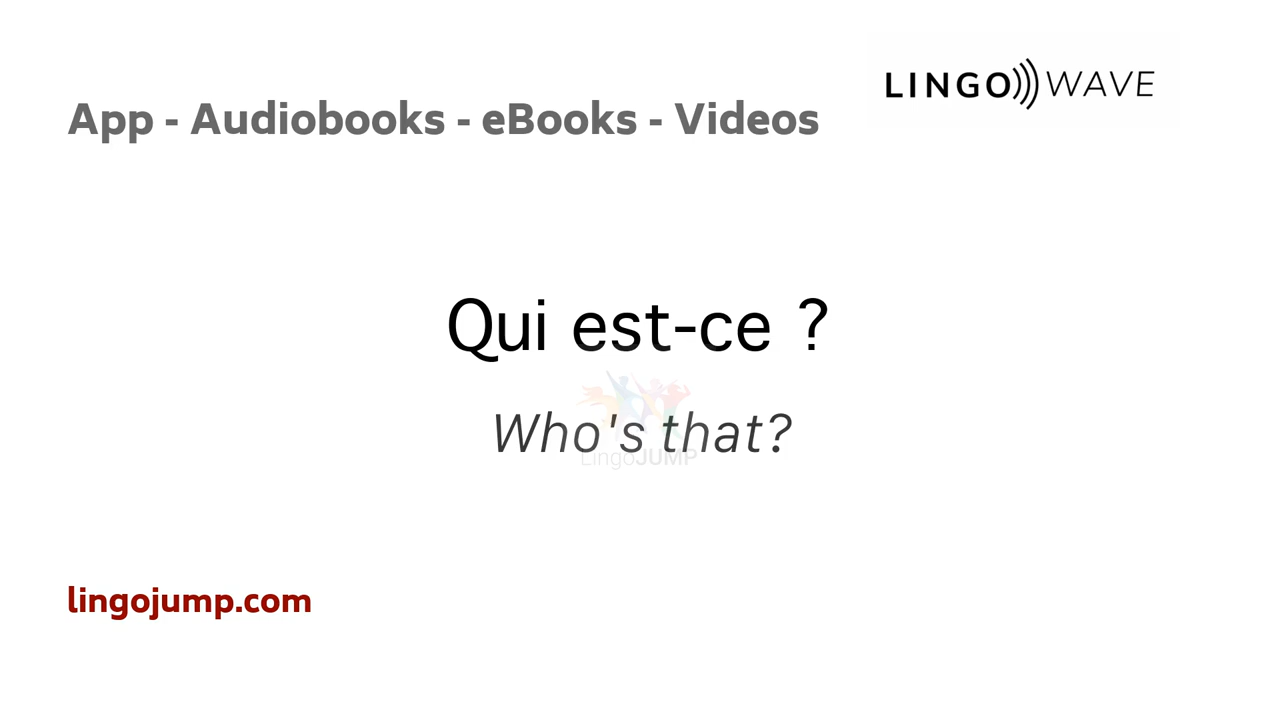 LINGO WAVE
App - Audiobooks - eBooks - Videos
Qui est-ce ?
Who's that?
LingoJUMP
lingojump.com